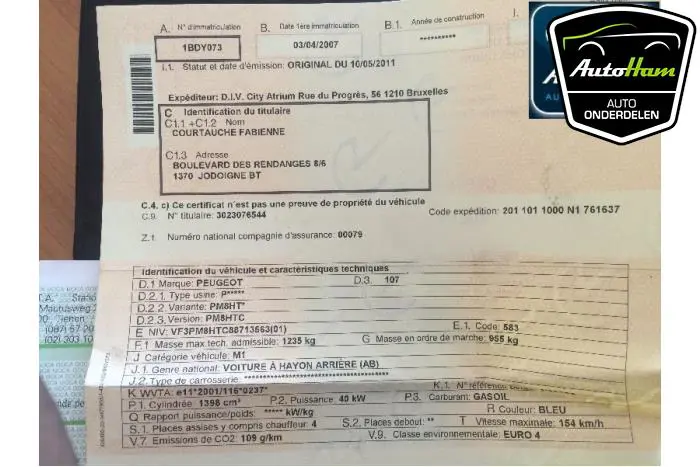 A. N° d'immatriculation
1BDY073
B. Date 1ère immatriculation
03/04/2007
B.1. Année de construction
**********
I.
I.1. Statut et date d'émission: ORIGINAL DU 10/05/2011
Expéditeur: D.I.V. City Atrium Rue du Progrès, 56 1210 Bruxelles
C Identification du titulaire
C1.1 +C1.2 Nom
COURTAUCHE FABIENNE
C1.3 Adresse
BOULEVARD DES RENDANGES 8/6
1370 JODOIGNE BT
C.4. c) Ce certificat n'est pas une preuve de propriété du véhicule
C.9. N° titulaire: 3023076544
Code expédition: 201 101 1000 N1 761637
Z.1. Numéro national compagnie d'assurance: 00079
Identification du véhicule et caractéristiques techniques
D.1 Marque: PEUGEOT D.3. 107
D.2.1. Type usine: P*****
D.2.2. Variante: PM8HT*
D.2.3. Version: PM8HTC
E NIV: VF3PM8HTC88713563(01) E.1. Code: 583
F.1 Masse max.tech. admissible: 1235 kg G Masse en ordre de marche: 955 kg
J Catégorie véhicule: M1
J.1. Genre national: VOITURE À HAYON ARRIÈRE (AB)
J.2. Type de carrosserie: **********************************
K WVTA: e11*2001/116*0237* K.1. N° référence
P.1. Cylindrée: 1398 cm³ P.2. Puissance: 40 kW P.3. Carburant: GASOIL
Q Rapport puissance/poids: ***** kW/kg R Couleur: BLEU
S.1. Places assises y compris chauffeur: 4 S.2. Places debout: ** T Vitesse maximale: 154 km/h
V.7. Emissions de CO2: 109 g/km V.9. Classe environnementale: EURO 4
AutoHam
AUTO
ONDERDELEN